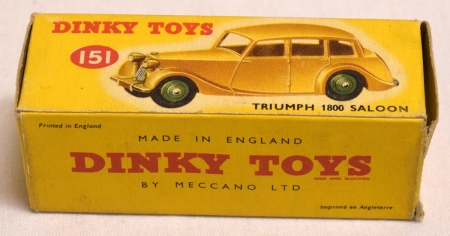 DINKY TOYS
151
TRIUMPH 1800 SALOON
Printed in England
MADE IN ENGLAND
DINKY TOYS
BY MECCANO LTD
Imprimé en Angleterre